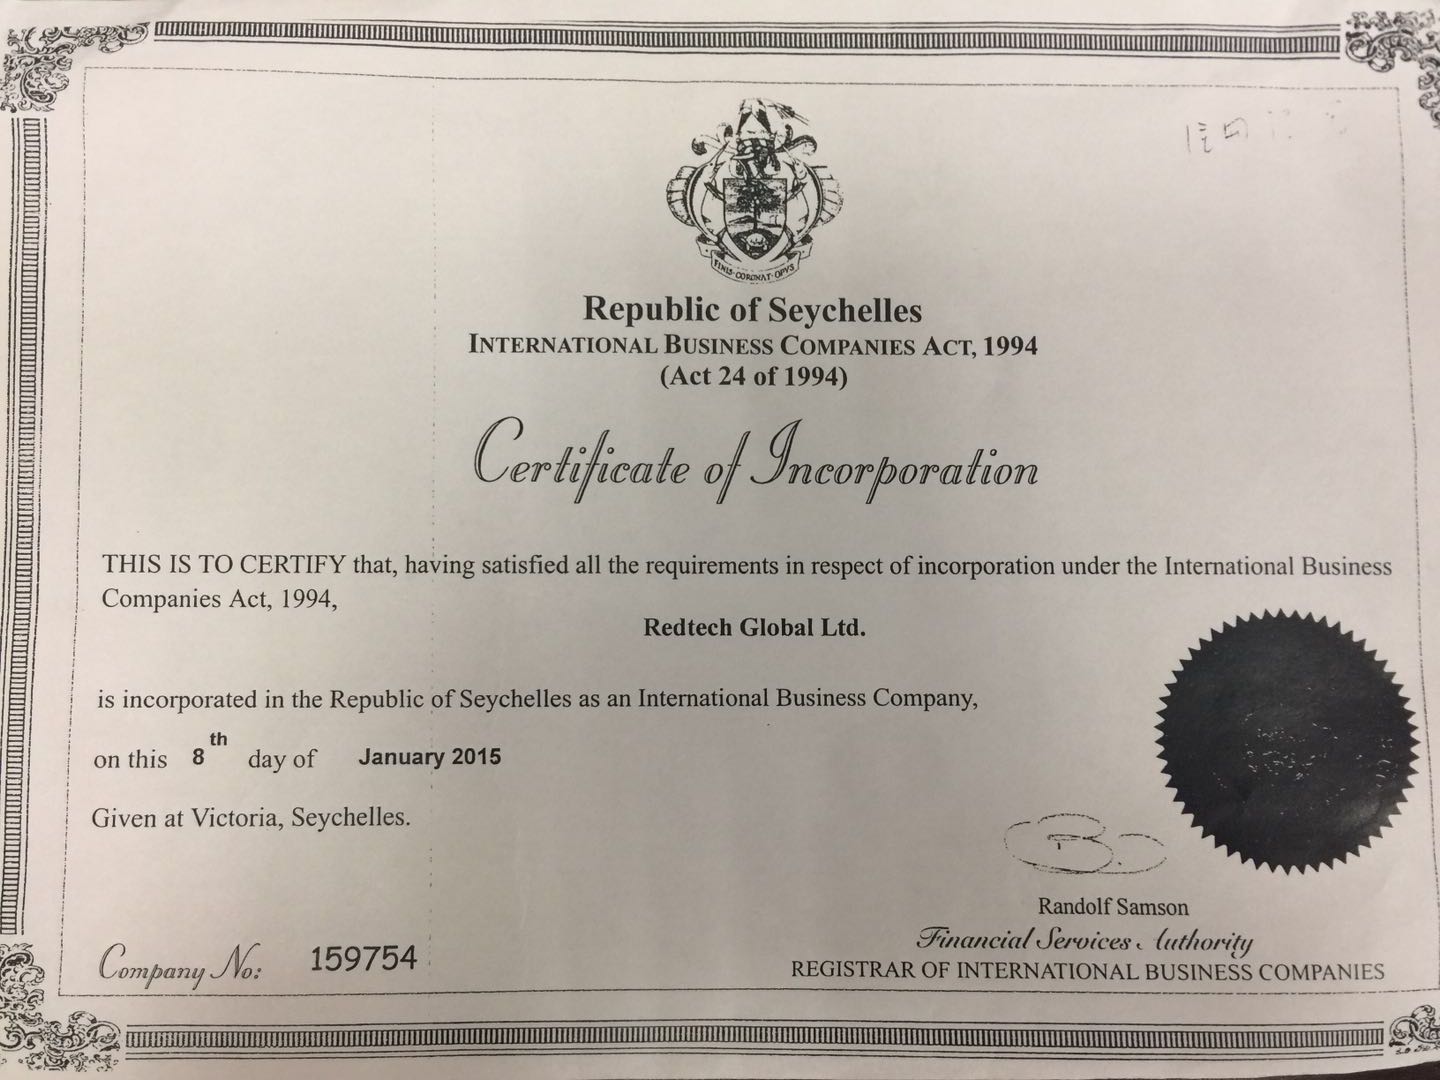 FINIS CORONAT OPVS
Republic of Seychelles
INTERNATIONAL BUSINESS COMPANIES ACT, 1994
(Act 24 of 1994)
Certificate of Incorporation
THIS IS TO CERTIFY that, having satisfied all the requirements in respect of incorporation under the International Business
Companies Act, 1994,
Redtech Global Ltd.
is incorporated in the Republic of Seychelles as an International Business Company,
on this 8th day of January 2015
Given at Victoria, Seychelles.
Randolf Samson
Financial Services Authority
REGISTRAR OF INTERNATIONAL BUSINESS COMPANIES
Company No: 159754